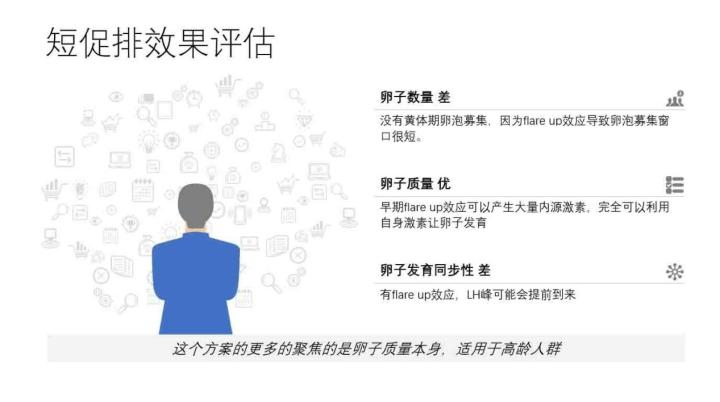 短促排效果评估
卵子数量 差
没有黄体期卵泡募集，因为flare up效应导致卵泡募集窗
口很短。
卵子质量 优
早期flare up效应可以产生大量内源激素，完全可以利用
自身激素让卵子发育
卵子发育同步性 差
有flare up效应，LH峰可能会提前到来
这个方案的更多的聚焦的是卵子质量本身，适用于高龄人群